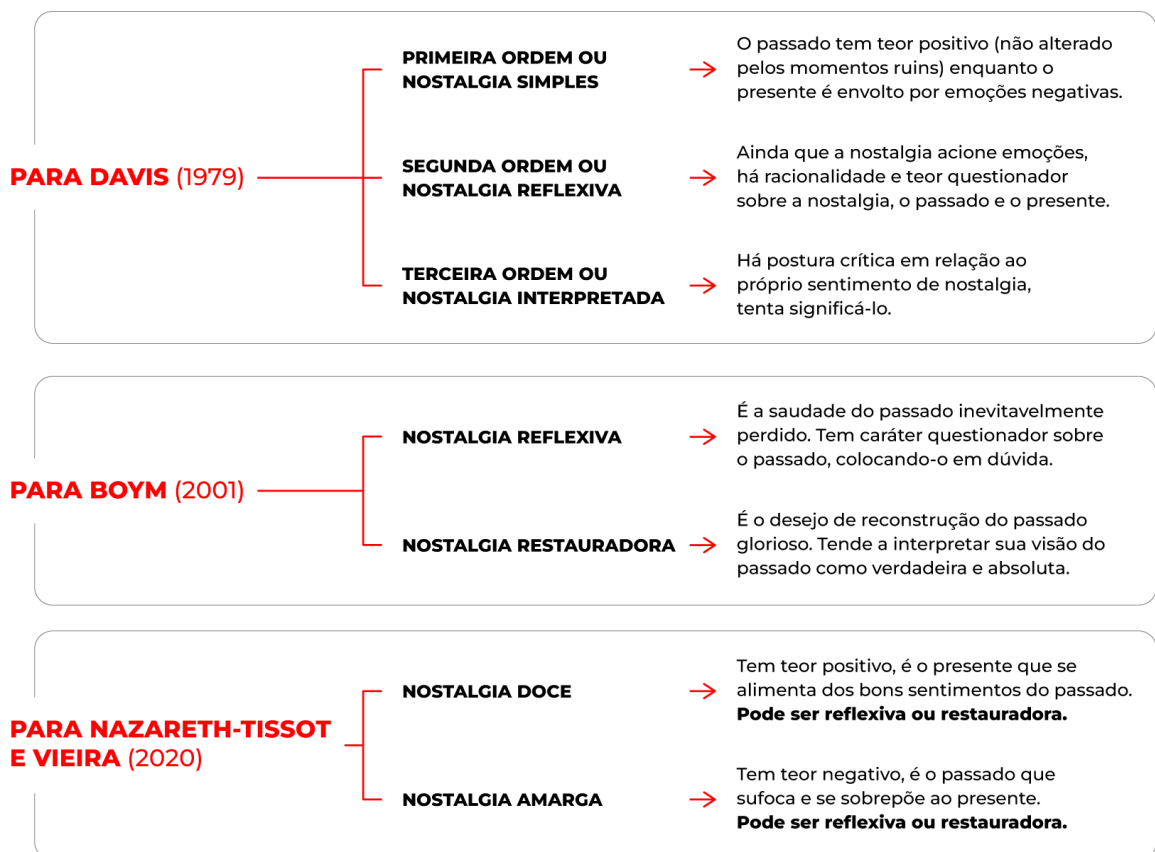 PARA DAVIS (1979)
PRIMEIRA ORDEM OU
NOSTALGIA SIMPLES
O passado tem teor positivo (não alterado
pelos momentos ruins) enquanto o
presente é envolto por emoções negativas.
SEGUNDA ORDEM OU
NOSTALGIA REFLEXIVA
Ainda que a nostalgia acione emoções,
há racionalidade e teor questionador
sobre a nostalgia, o passado e o presente.
TERCEIRA ORDEM OU
NOSTALGIA INTERPRETADA
Há postura crítica em relação ao
próprio sentimento de nostalgia,
tenta significá-lo.
PARA BOYM (2001)
NOSTALGIA REFLEXIVA
É a saudade do passado inevitavelmente
perdido. Tem caráter questionador sobre
o passado, colocando-o em dúvida.
NOSTALGIA RESTAURADORA
É o desejo de reconstrução do passado
glorioso. Tende a interpretar sua visão do
passado como verdadeira e absoluta.
PARA NAZARETH-TISSOT
E VIEIRA (2020)
NOSTALGIA DOCE
Tem teor positivo, é o presente que se
alimenta dos bons sentimentos do passado.
Pode ser reflexiva ou restauradora.
NOSTALGIA AMARGA
Tem teor negativo, é o passado que
sufoca e se sobrepõe ao presente.
Pode ser reflexiva ou restauradora.